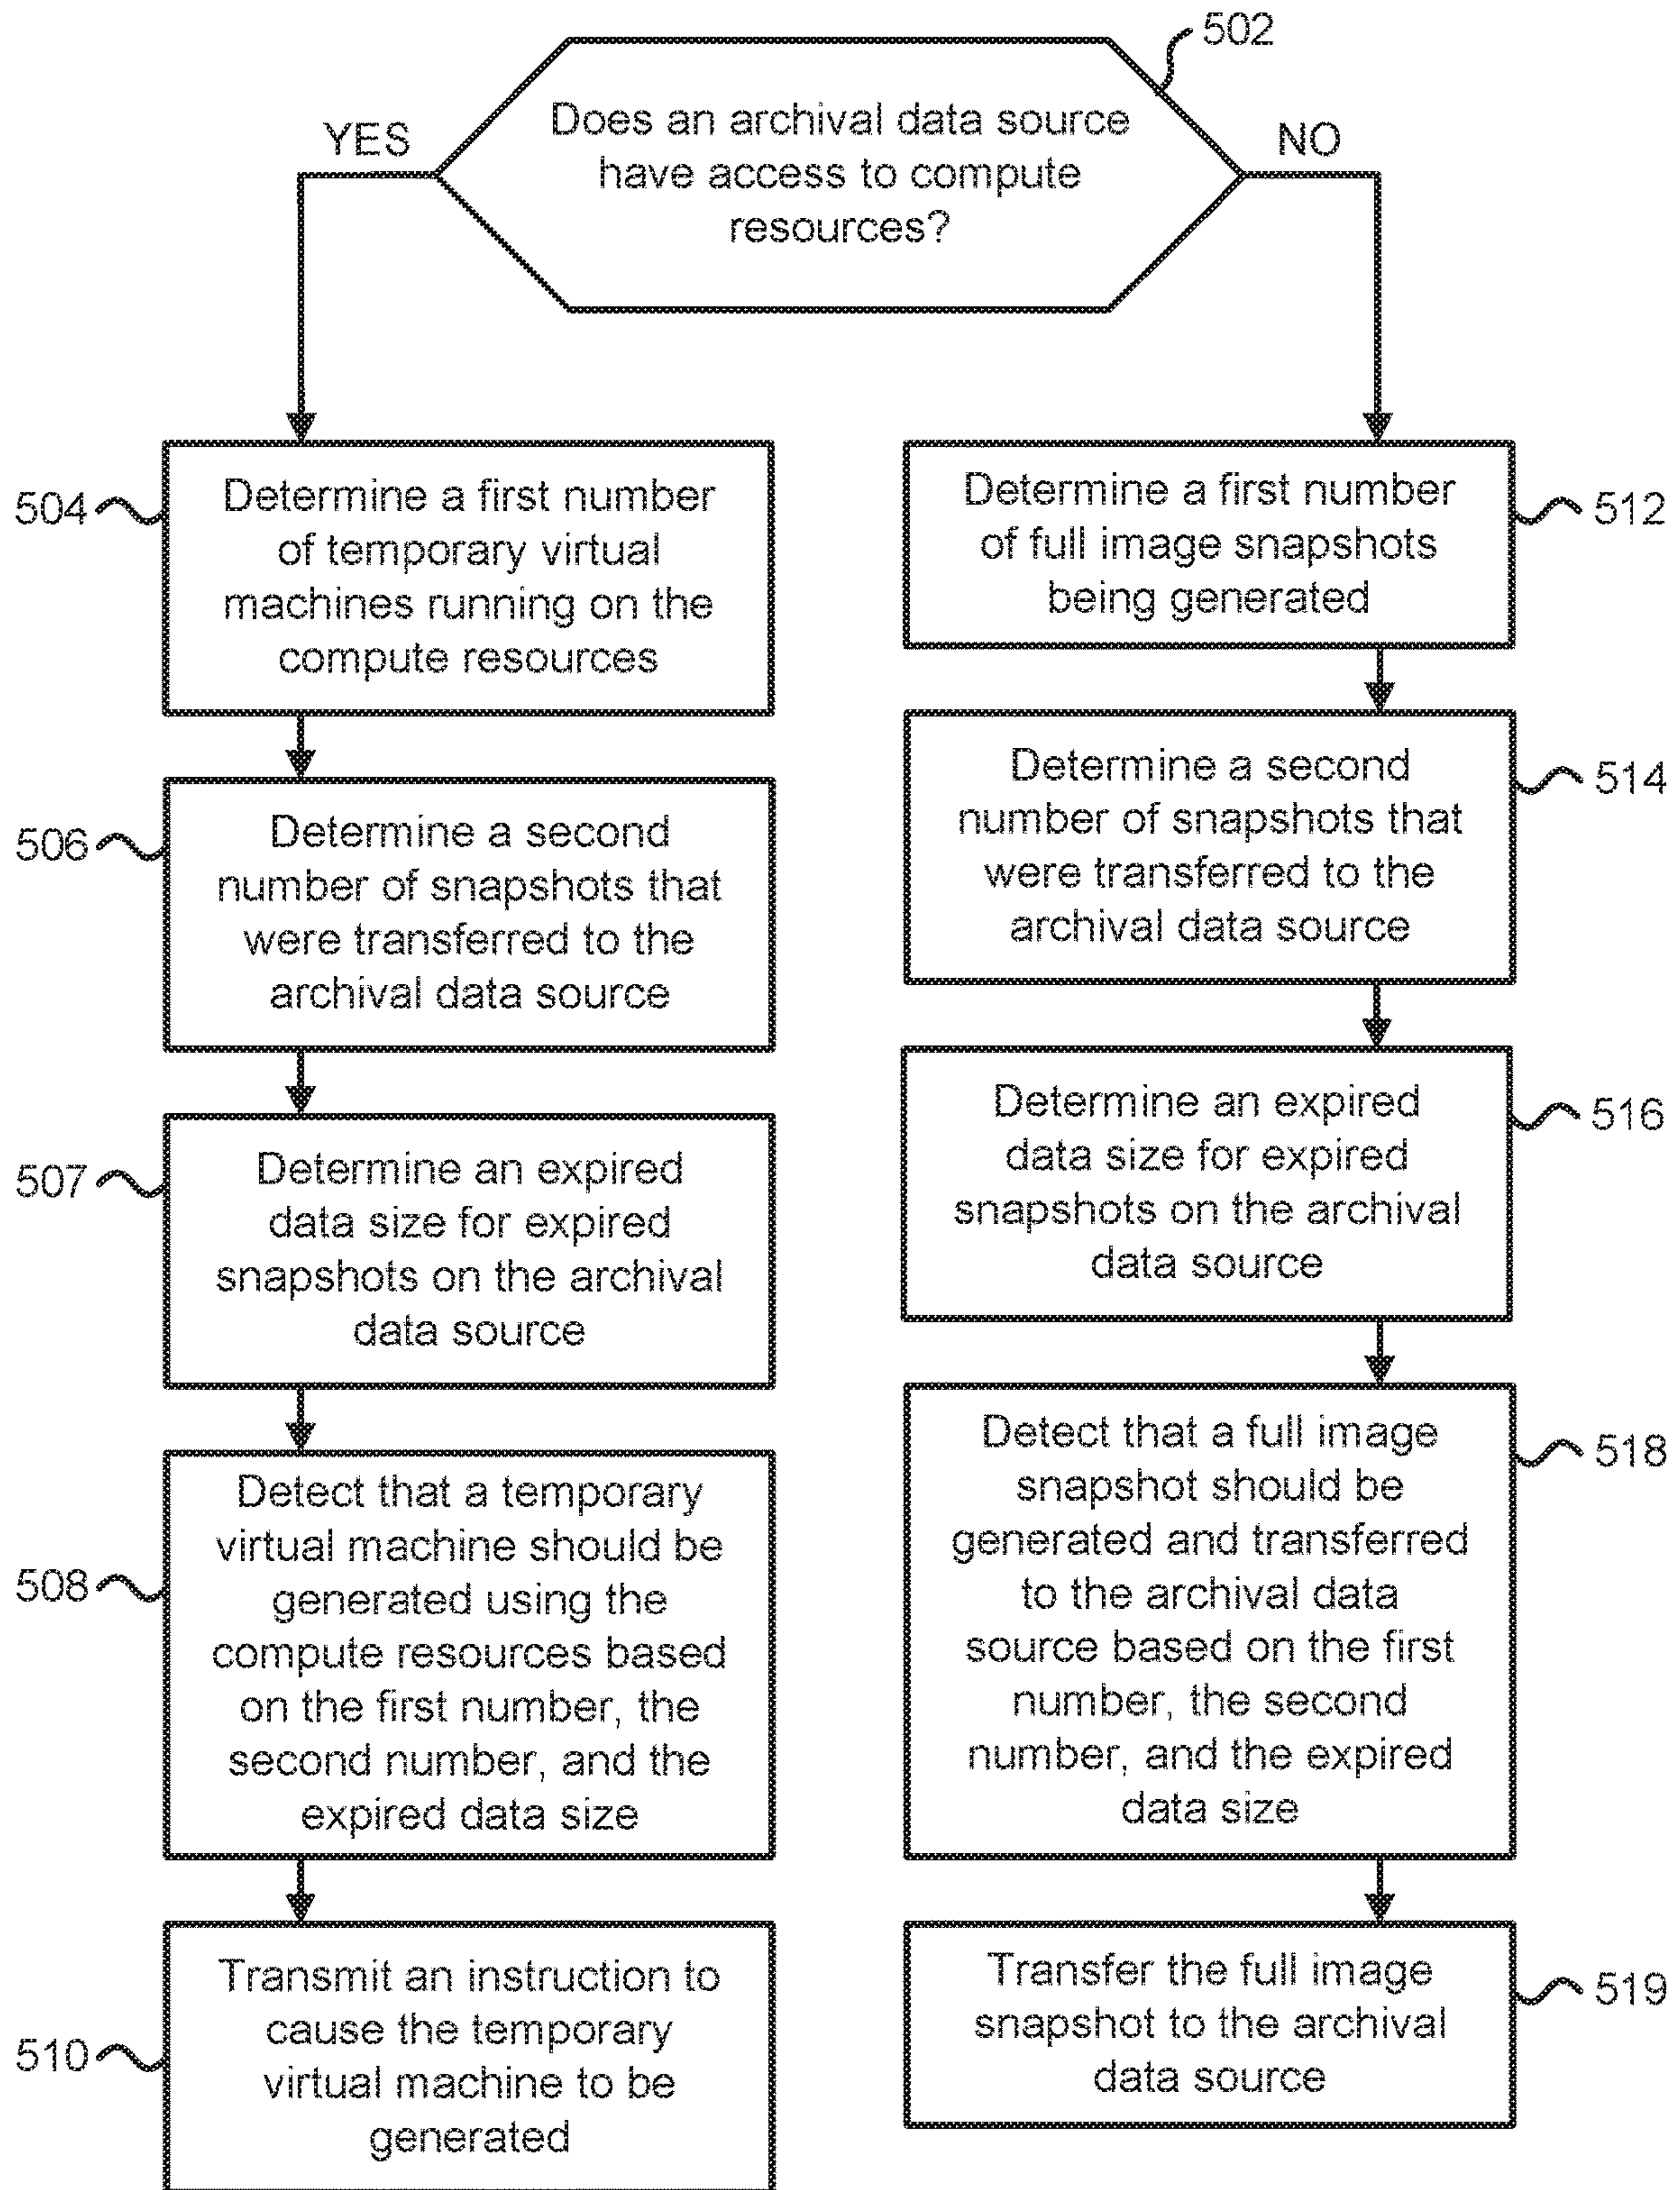 502
Does an archival data source
have access to compute
resources?
YES
NO
504
Determine a first number
of temporary virtual
machines running on the
compute resources
506
Determine a second
number of snapshots that
were transferred to the
archival data source
507
Determine an expired
data size for expired
snapshots on the archival
data source
508
Detect that a temporary
virtual machine should be
generated using the
compute resources based
on the first number, the
second number, and the
expired data size
510
Transmit an instruction to
cause the temporary
virtual machine to be
generated
512
Determine a first number
of full image snapshots
being generated
514
Determine a second
number of snapshots that
were transferred to the
archival data source
516
Determine an expired
data size for expired
snapshots on the archival
data source
518
Detect that a full image
snapshot should be
generated and transferred
to the archival data
source based on the first
number, the second
number, and the expired
data size
519
Transfer the full image
snapshot to the archival
data source